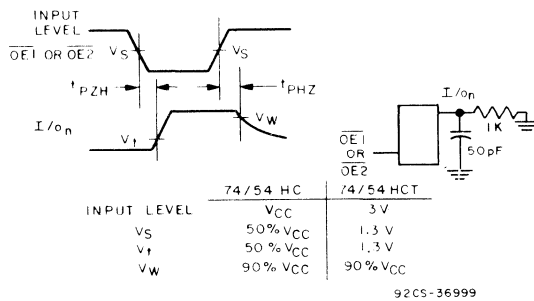 INPUT
LEVEL
OE1 OR OE2
VS
VS
tPZH
tPHZ
I/On
VW
Vt
I/On
1K
50pF
OE1
OR
OE2
74/54 HC 74/54 HCT
INPUT LEVEL VCC 3 V
VS 50% VCC 1.3 V
Vt 50% VCC 1.3 V
VW 90% VCC 90% VCC
92CS-36999